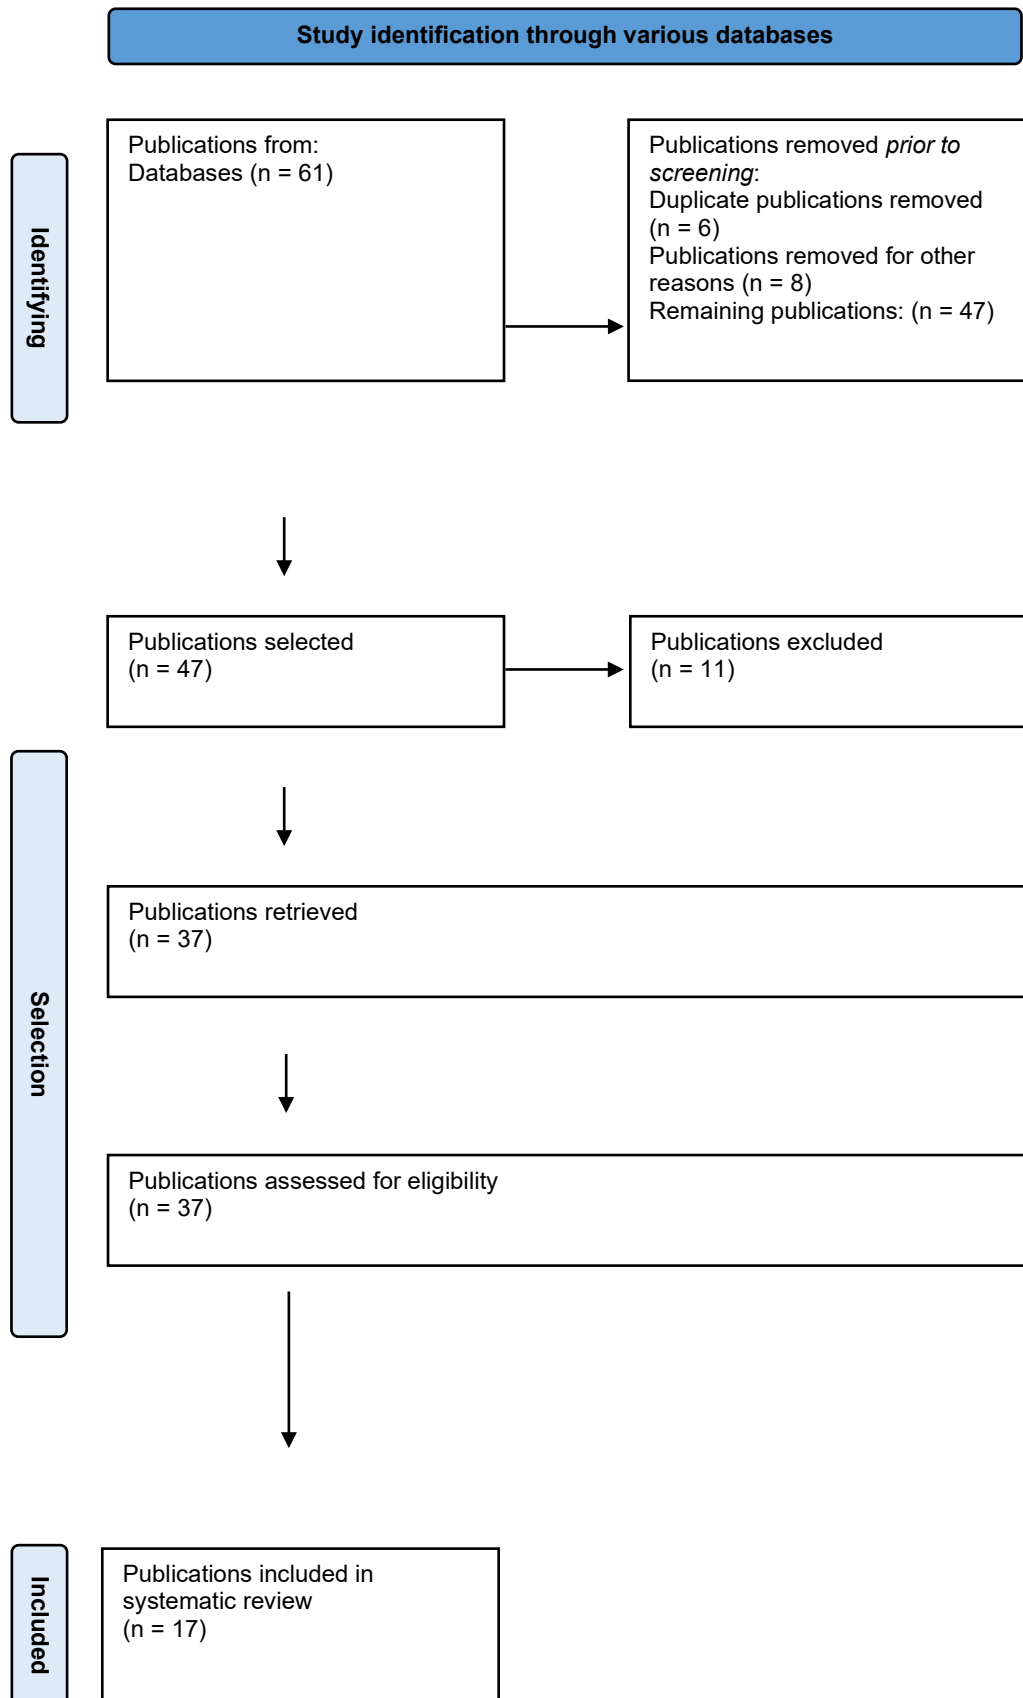 Study identification through various databases
Identifying
Publications from:
Databases (n = 61)
Publications removed prior to
screening:
Duplicate publications removed
(n = 6)
Publications removed for other
reasons (n = 8)
Remaining publications: (n = 47)
Publications selected
(n = 47)
Publications excluded
(n = 11)
Selection
Publications retrieved
(n = 37)
Publications assessed for eligibility
(n = 37)
Included
Publications included in
systematic review
(n = 17)